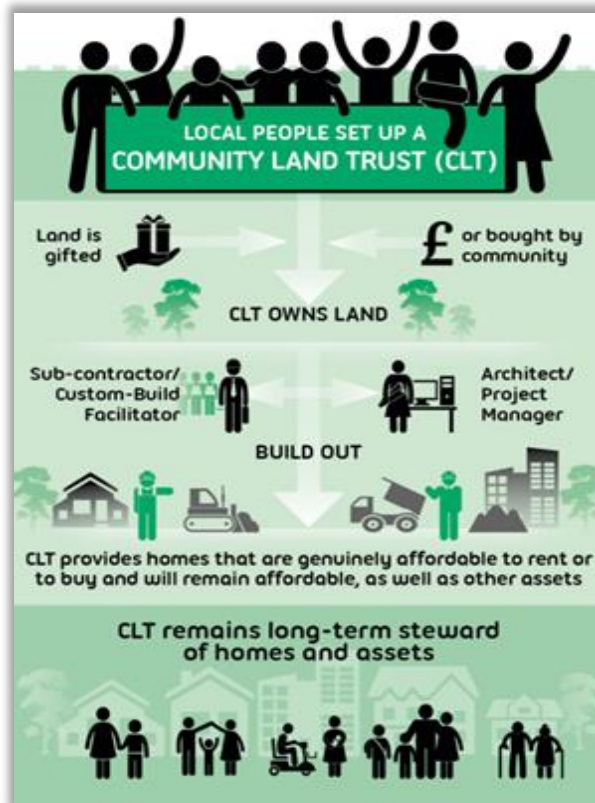 LOCAL PEOPLE SET UP A
COMMUNITY LAND TRUST (CLT)
Land is
gifted
£ or bought by
community
CLT OWNS LAND
Sub-contractor/
Custom-Build
Facilitator
Architect/
Project
Manager
BUILD OUT
CLT provides homes that are genuinely affordable to rent or
to buy and will remain affordable, as well as other assets
CLT remains long-term steward
of homes and assets